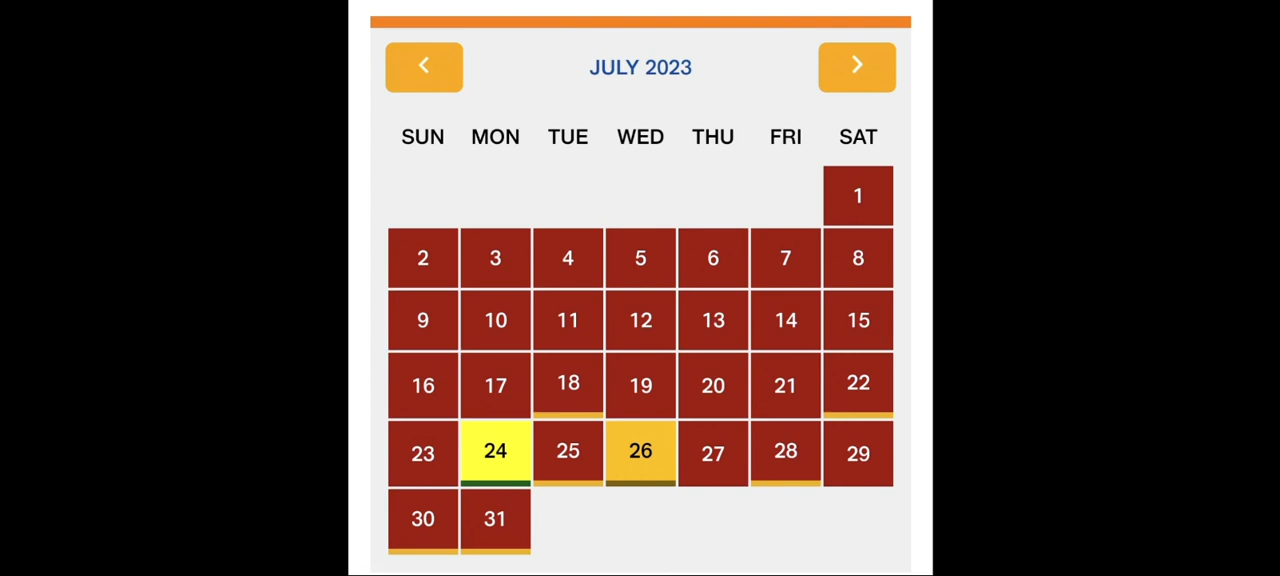 < JULY 2023 >
SUN MON TUE WED THU FRI SAT
1
2 3 4 5 6 7 8
9 10 11 12 13 14 15
16 17 18 19 20 21 22
23 24 25 26 27 28 29
30 31